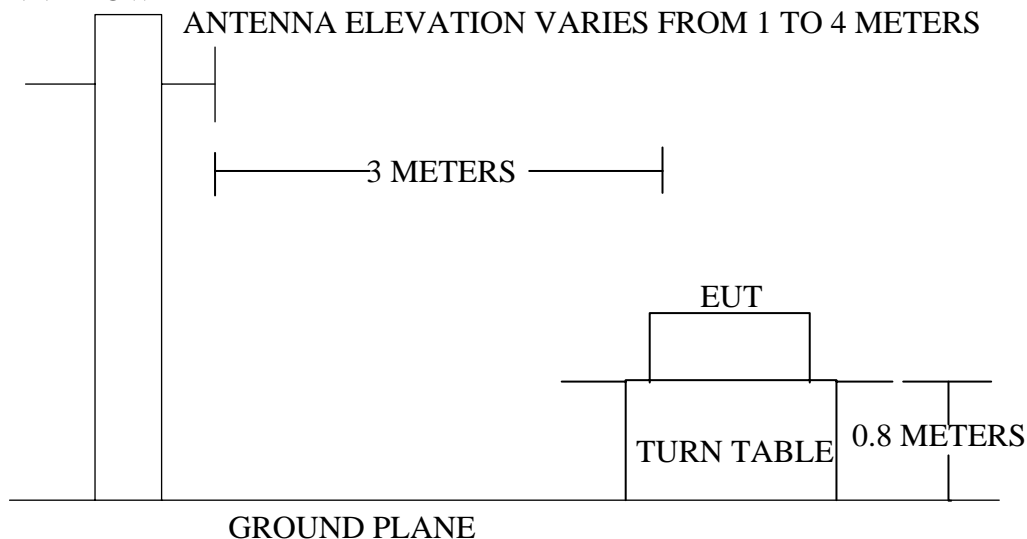 ANTENNA ELEVATION VARIES FROM 1 TO 4 METERS
3 METERS
EUT
0.8 METERS
TURN TABLE
GROUND PLANE